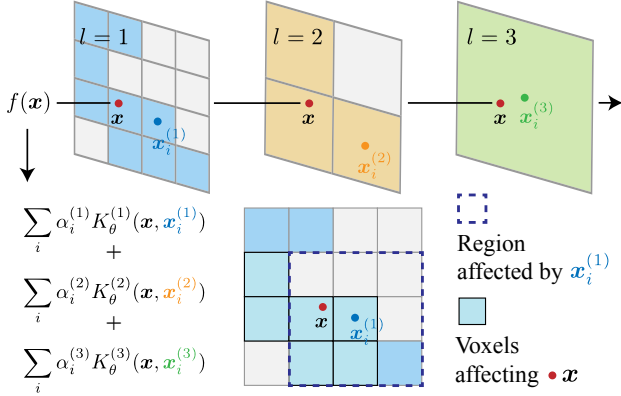 l = 1
l = 2
l = 3
f(x)
x
x_i^{(1)}
x
x_i^{(2)}
x
x_i^{(3)}
∑_i α_i^{(1)} K_θ^{(1)}(x, x_i^{(1)})
+
∑_i α_i^{(2)} K_θ^{(2)}(x, x_i^{(2)})
+
∑_i α_i^{(3)} K_θ^{(3)}(x, x_i^{(3)})
x
x_i^{(1)}
Region
affected by x_i^{(1)}
Voxels
affecting • x